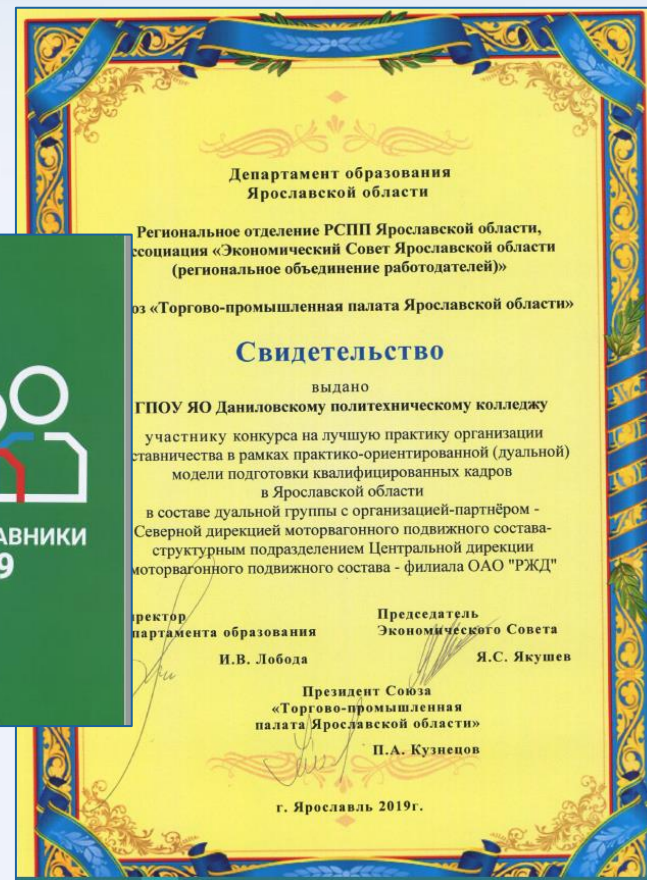 Департамент образования
Ярославской области
Региональное отделение РСПП Ярославской области,
ссоциация «Экономический Совет Ярославской области
(региональное объединение работодателей)»
оз «Торгово-промышленная палата Ярославской области»
Свидетельство
выдано
ГПОУ ЯО Даниловскому политехническому колледжу
участнику конкурса на лучшую практику организации
ставничества в рамках практико-ориентированной (дуальной)
модели подготовки квалифицированных кадров
в Ярославской области
в составе дуальной группы с организацией-партнёром -
Северной дирекцией моторвагонного подвижного состава-
структурным подразделением Центральной дирекции
моторвагонного подвижного состава - филиала ОАО "РЖД"
иректор
партамента образования
И.В. Лобода
Председатель
Экономического Совета
Я.С. Якушев
Президент Союза
«Торгово-промышленная
палата Ярославской области»
П.А. Кузнецов
г. Ярославль 2019г.
АВНИКИ
9